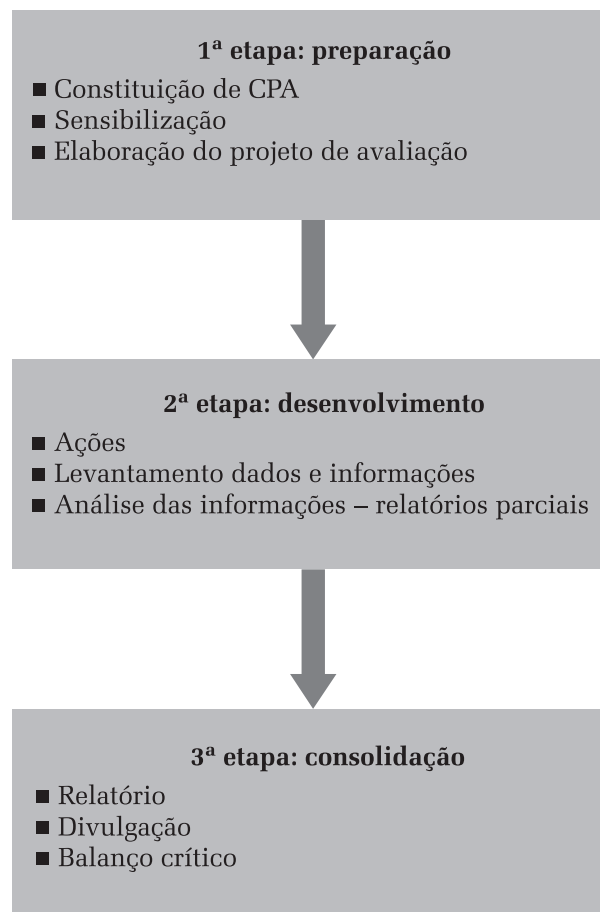 1ª etapa: preparação
■ Constituição de CPA
■ Sensibilização
■ Elaboração do projeto de avaliação
2ª etapa: desenvolvimento
■ Ações
■ Levantamento dados e informações
■ Análise das informações – relatórios parciais
3ª etapa: consolidação
■ Relatório
■ Divulgação
■ Balanço crítico